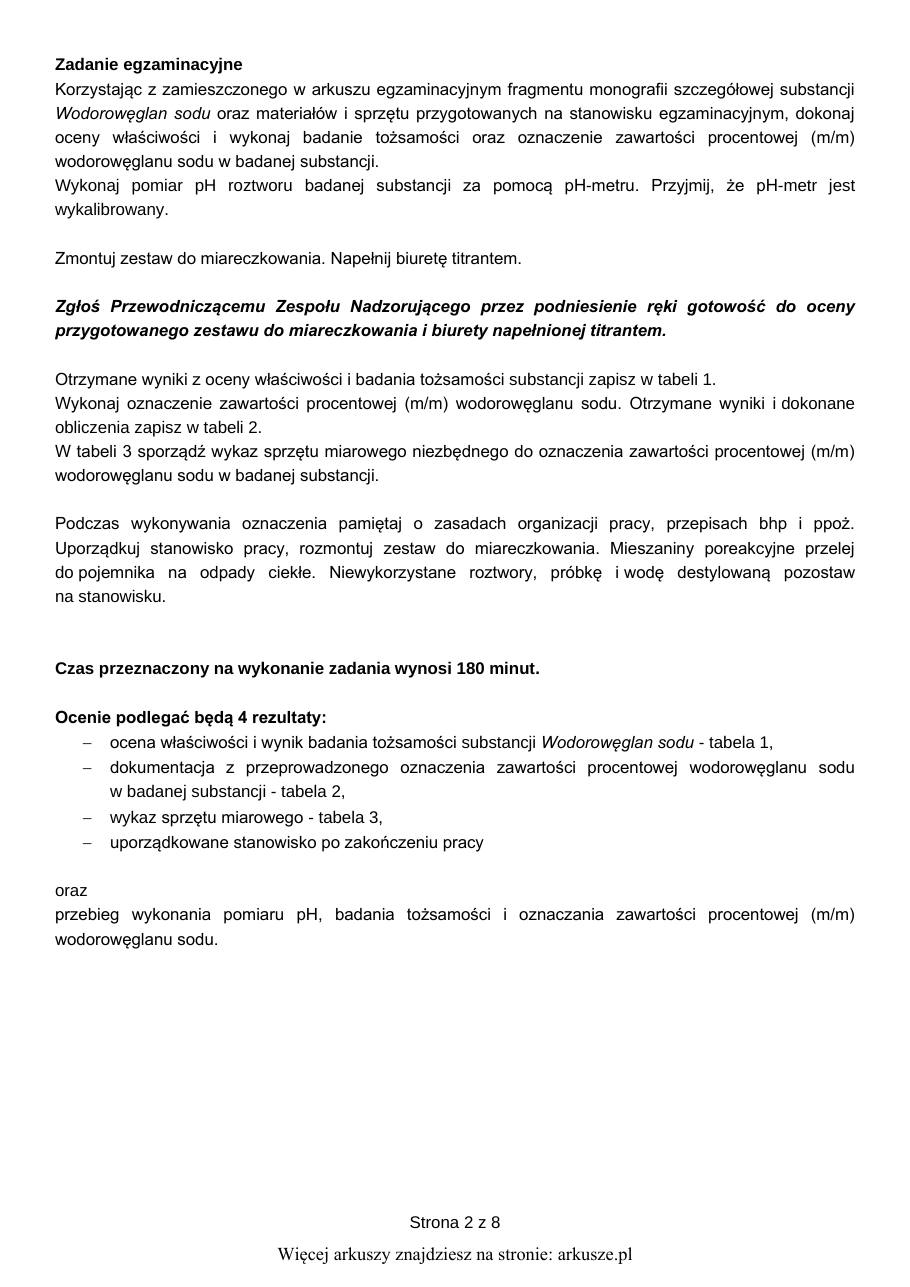 Zadanie egzaminacyjne
Korzystając z zamieszczonego w arkuszu egzaminacyjnym fragmentu monografii szczegółowej substancji
Wodorowęglan sodu oraz materiałów i sprzętu przygotowanych na stanowisku egzaminacyjnym, dokonaj
oceny właściwości i wykonaj badanie tożsamości oraz oznaczenie zawartości procentowej (m/m)
wodorowęglanu sodu w badanej substancji.
Wykonaj pomiar pH roztworu badanej substancji za pomocą pH-metru. Przyjmij, że pH-metr jest
wykalibrowany.
Zmontuj zestaw do miareczkowania. Napełnij biuretę titrantem.
Zgłoś Przewodniczącemu Zespołu Nadzorującego przez podniesienie ręki gotowość do oceny
przygotowanego zestawu do miareczkowania i biurety napełnionej titrantem.
Otrzymane wyniki z oceny właściwości i badania tożsamości substancji zapisz w tabeli 1.
Wykonaj oznaczenie zawartości procentowej (m/m) wodorowęglanu sodu. Otrzymane wyniki i dokonane
obliczenia zapisz w tabeli 2.
W tabeli 3 sporządź wykaz sprzętu miarowego niezbędnego do oznaczenia zawartości procentowej (m/m)
wodorowęglanu sodu w badanej substancji.
Podczas wykonywania oznaczenia pamiętaj o zasadach organizacji pracy, przepisach bhp i ppoż.
Uporządkuj stanowisko pracy, rozmontuj zestaw do miareczkowania. Mieszaniny poreakcyjne przelej
do pojemnika na odpady ciekłe. Niewykorzystane roztwory, próbkę i wodę destylowaną pozostaw
na stanowisku.
Czas przeznaczony na wykonanie zadania wynosi 180 minut.
Ocenie podlegać będą 4 rezultaty:
– ocena właściwości i wynik badania tożsamości substancji Wodorowęglan sodu - tabela 1,
– dokumentacja z przeprowadzonego oznaczenia zawartości procentowej wodorowęglanu sodu
w badanej substancji - tabela 2,
– wykaz sprzętu miarowego - tabela 3,
– uporządkowane stanowisko po zakończeniu pracy
oraz
przebieg wykonania pomiaru pH, badania tożsamości i oznaczania zawartości procentowej (m/m)
wodorowęglanu sodu.
Strona 2 z 8
Więcej arkuszy znajdziesz na stronie: arkusze.pl